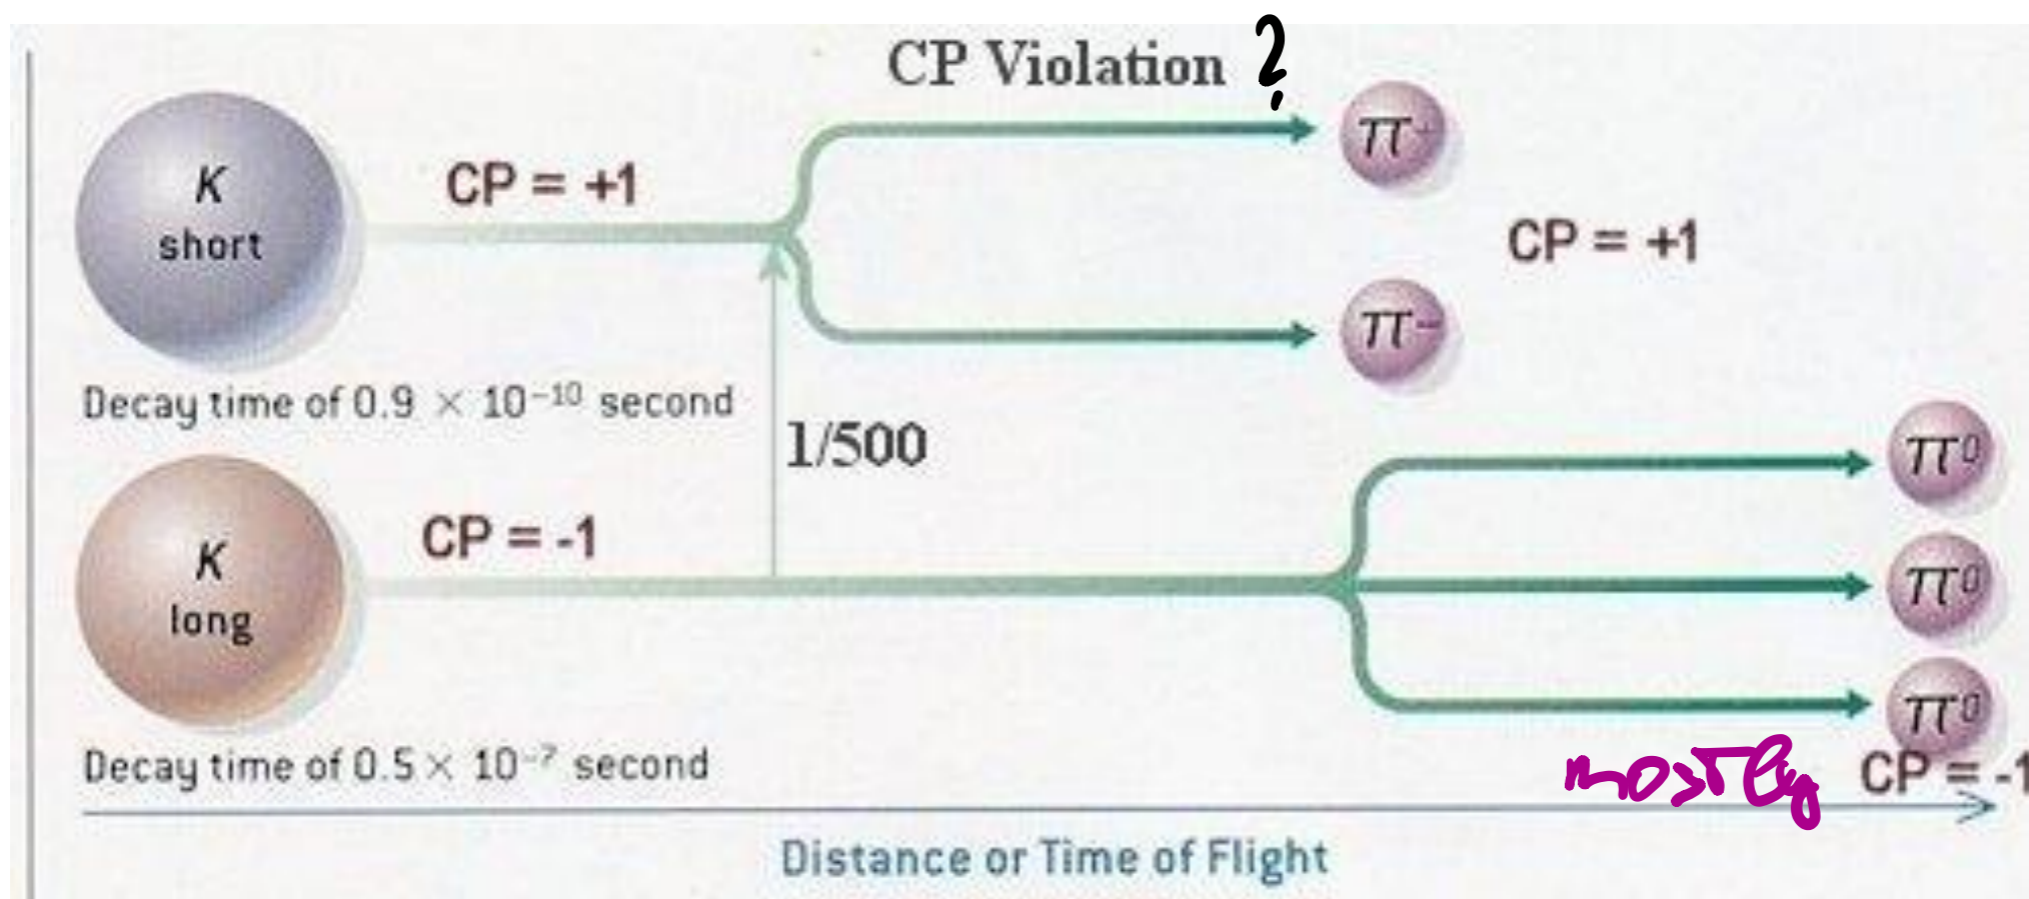 CP Violation ?
π+
K
short
CP = +1
CP = +1
π−
Decay time of 0.9 × 10⁻¹⁰ second
1/500
π⁰
K
long
CP = -1
π⁰
π⁰
Decay time of 0.5 × 10⁻⁷ second
mostly CP = -1
Distance or Time of Flight